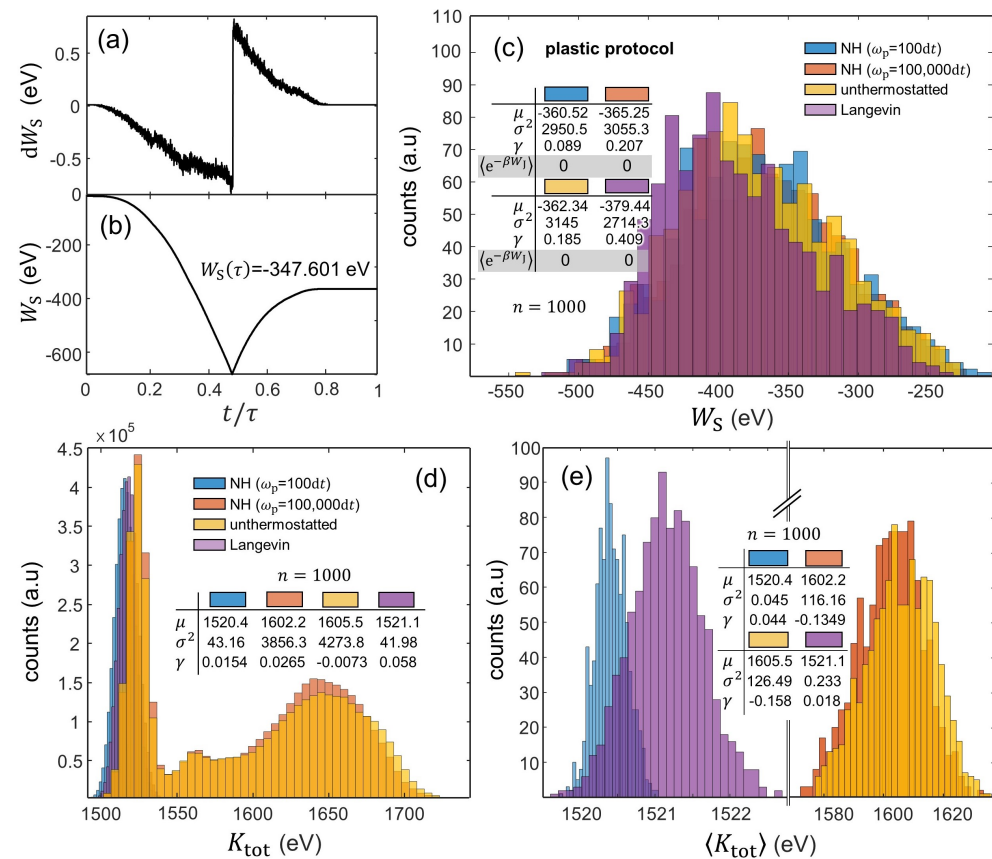 (a)
dW_S (eV)
0.5
0
-0.5
0
(b)
W_S (eV)
-200
-400
-600
W_S(τ)=-347.601 eV
0 0.2 0.4 0.6 0.8 1
t/τ
(c) plastic protocol
counts (a.u)
110
100
90
80
70
60
50
40
30
20
10
NH (ω_p=100dt)
NH (ω_p=100,000dt)
unthermostatted
Langevin
μ -360.52 -365.25
σ² 2950.5 3055.3
γ 0.089 0.207
⟨e^{-βW_J}⟩ 0 0
μ -362.34 -379.44
σ² 3145 2714.3
γ 0.185 0.409
⟨e^{-βW_J}⟩ 0 0
n = 1000
-550 -500 -450 -400 -350 -300 -250
W_S (eV)
×10⁵
(d)
counts (a.u)
4.5
4
3.5
3
2.5
2
1.5
1
0.5
NH (ω_p=100dt)
NH (ω_p=100,000dt)
unthermostatted
Langevin
n = 1000
μ 1520.4 1602.2 1605.5 1521.1
σ² 43.16 3856.3 4273.8 41.98
γ 0.0154 0.0265 -0.0073 0.058
1500 1550 1600 1650 1700
K_tot (eV)
(e)
counts (a.u)
100
90
80
70
60
50
40
30
20
10
0
n = 1000
μ 1520.4 1602.2
σ² 0.045 116.16
γ 0.044 -0.1349
μ 1605.5 1521.1
σ² 126.49 0.233
γ -0.158 0.018
1520 1521 1522 1580 1600 1620
⟨K_tot⟩ (eV)